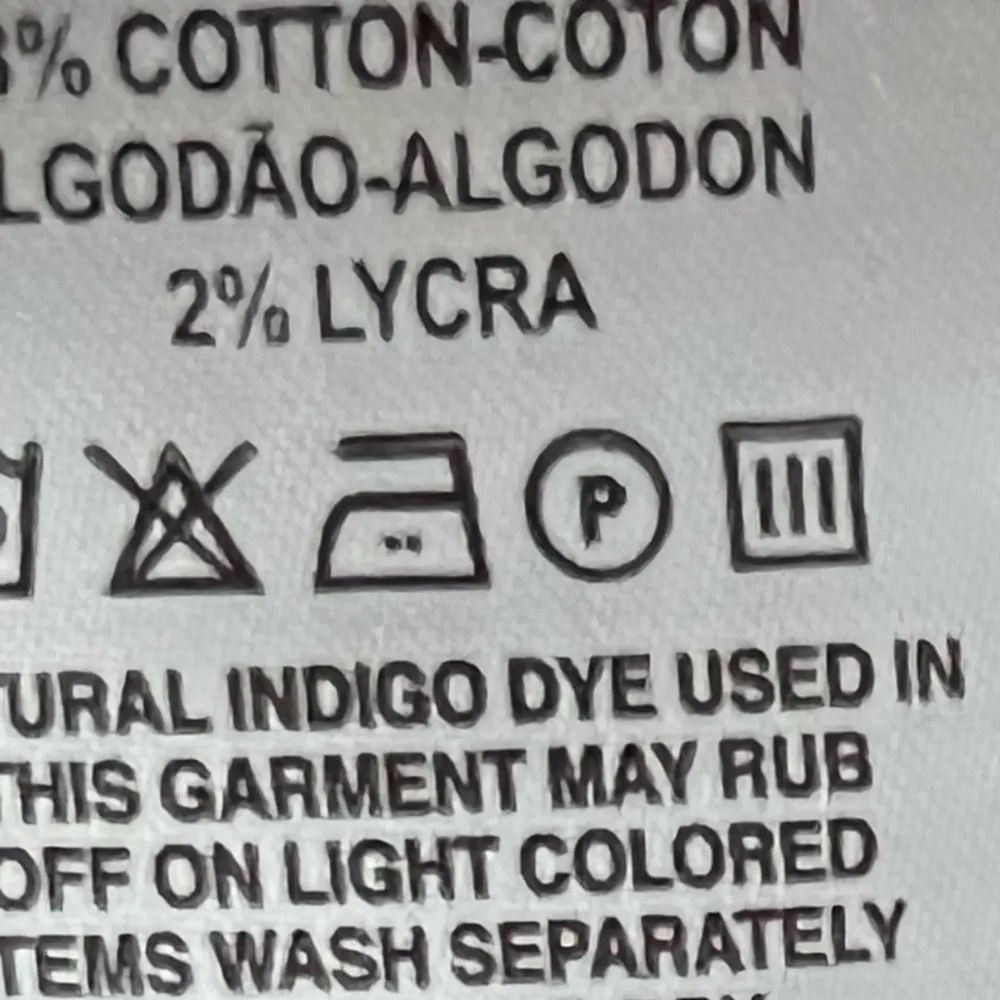 % COTTON-COTON
LGODÃO-ALGODON
2% LYCRA
P
URAL INDIGO DYE USED IN
THIS GARMENT MAY RUB
OFF ON LIGHT COLORED
TEMS WASH SEPARATELY